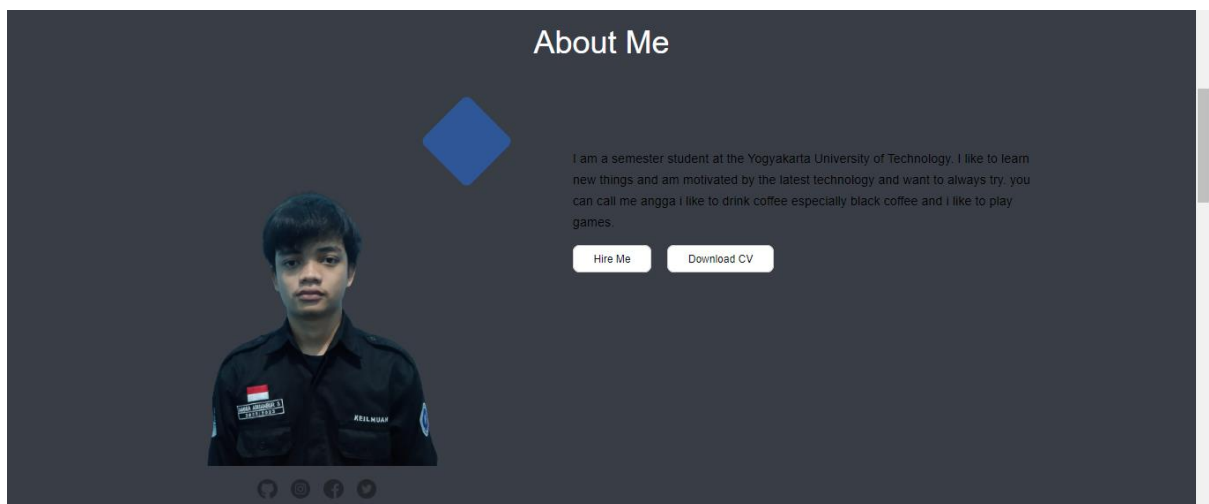 About Me
I am a semester student at the Yogyakarta University of Technology. I like to learn
new things and am motivated by the latest technology and want to always try. you
can call me angga i like to drink coffee especially black coffee and i like to play
games.
Hire Me
Download CV
KEILMUAN